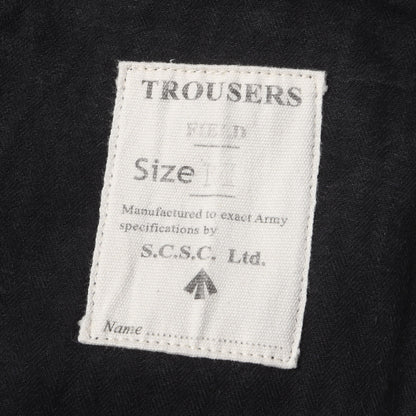 TROUSERS
FIELD
Size
Manufactured to exact Army
specifications by.
S.C.S.C. Ltd.
Name ......................